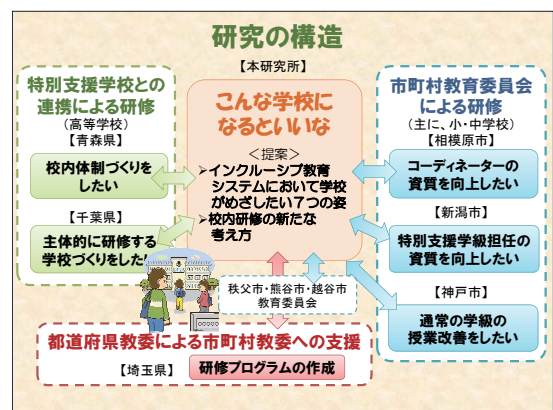 研究の構造
【本研究所】
特別支援学校との
連携による研修
(高等学校)
【青森県】
校内体制づくりを
したい
【千葉県】
主体的に研修する
学校づくりをした
こんな学校に
なるといいな
<提案>
➢インクルーシブ教育
システムにおいて学校
がめざしたい7つの姿
➢校内研修の新たな
考え方
市町村教育委員会
による研修
(主に、小・中学校)
【相模原市】
コーディネーターの
資質を向上したい
【新潟市】
特別支援学級担任の
資質を向上したい
【神戸市】
通常の学級の
授業改善をしたい
秩父市・熊谷市・越谷市
教育委員会
都道府県教委による市町村教委への支援
【埼玉県】
研修プログラムの作成